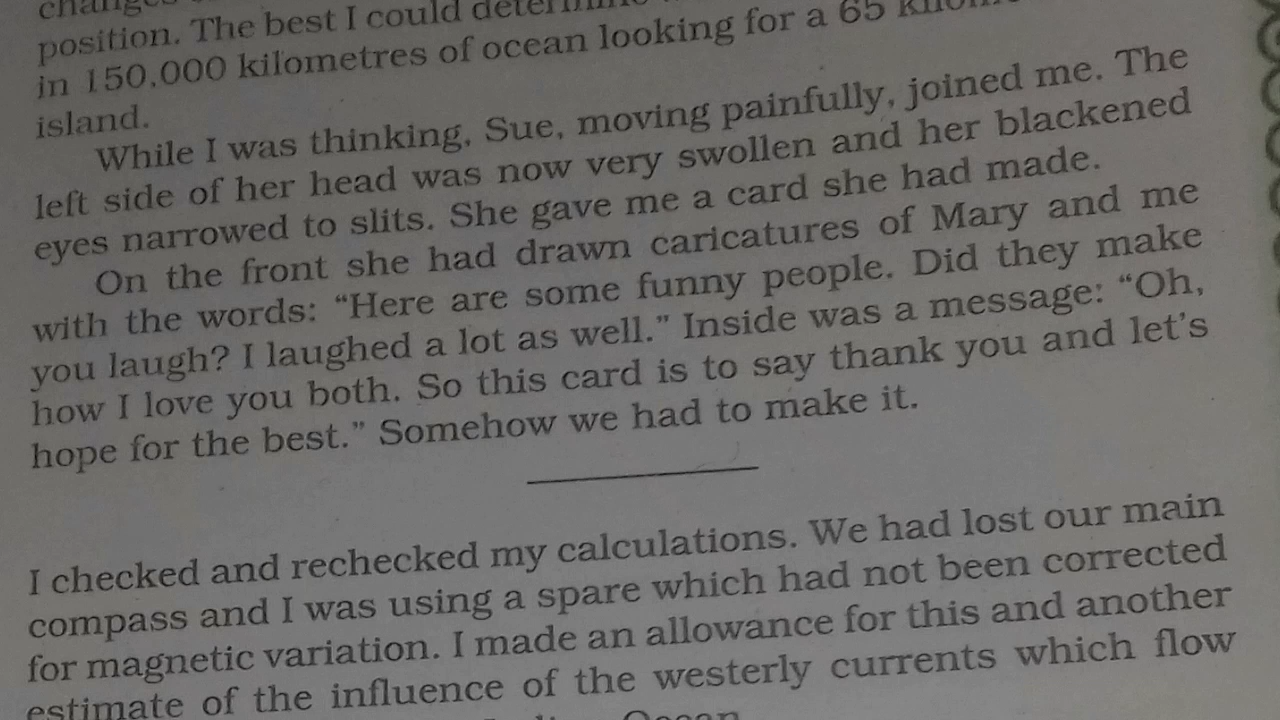 changes
position. The best I could determine
in 150,000 kilometres of ocean looking for a 65
island.
While I was thinking, Sue, moving painfully, joined me. The
left side of her head was now very swollen and her blackened
eyes narrowed to slits. She gave me a card she had made.
On the front she had drawn caricatures of Mary and me
with the words: “Here are some funny people. Did they make
you laugh? I laughed a lot as well.” Inside was a message: “Oh,
how I love you both. So this card is to say thank you and let’s
hope for the best.” Somehow we had to make it.
I checked and rechecked my calculations. We had lost our main
compass and I was using a spare which had not been corrected
for magnetic variation. I made an allowance for this and another
estimate of the influence of the westerly currents which flow
Ocean